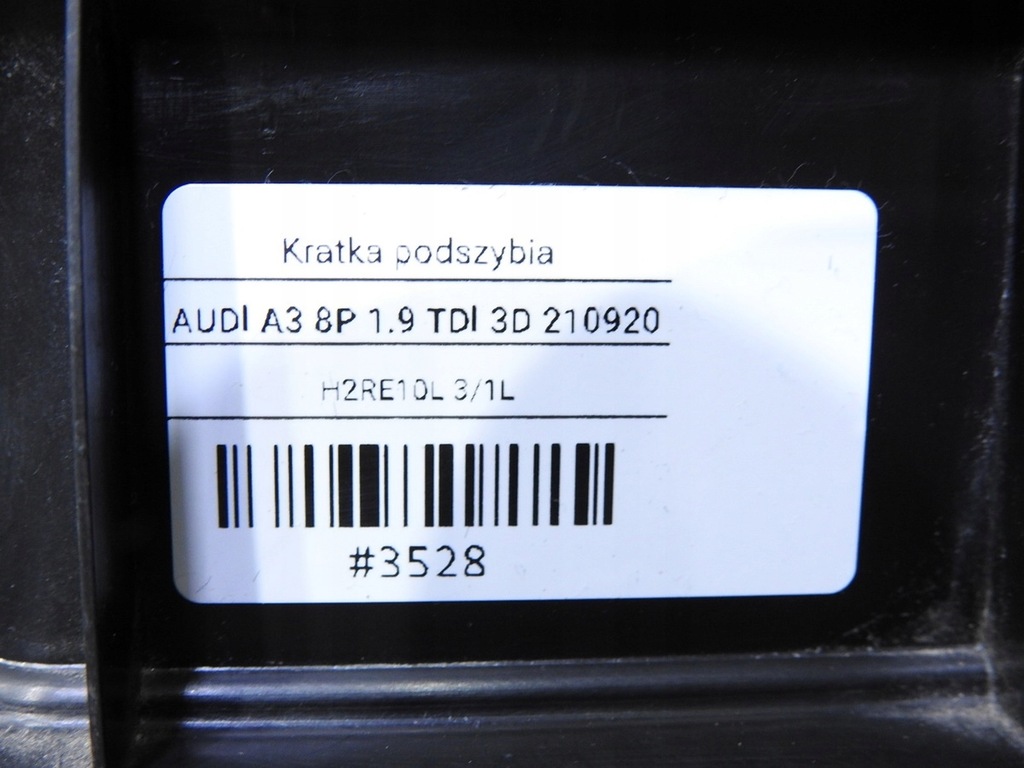 Kratka podszybia
AUDI A3 8P 1.9 TDI 3D 210920
H2RE10L 3/1L
#3528